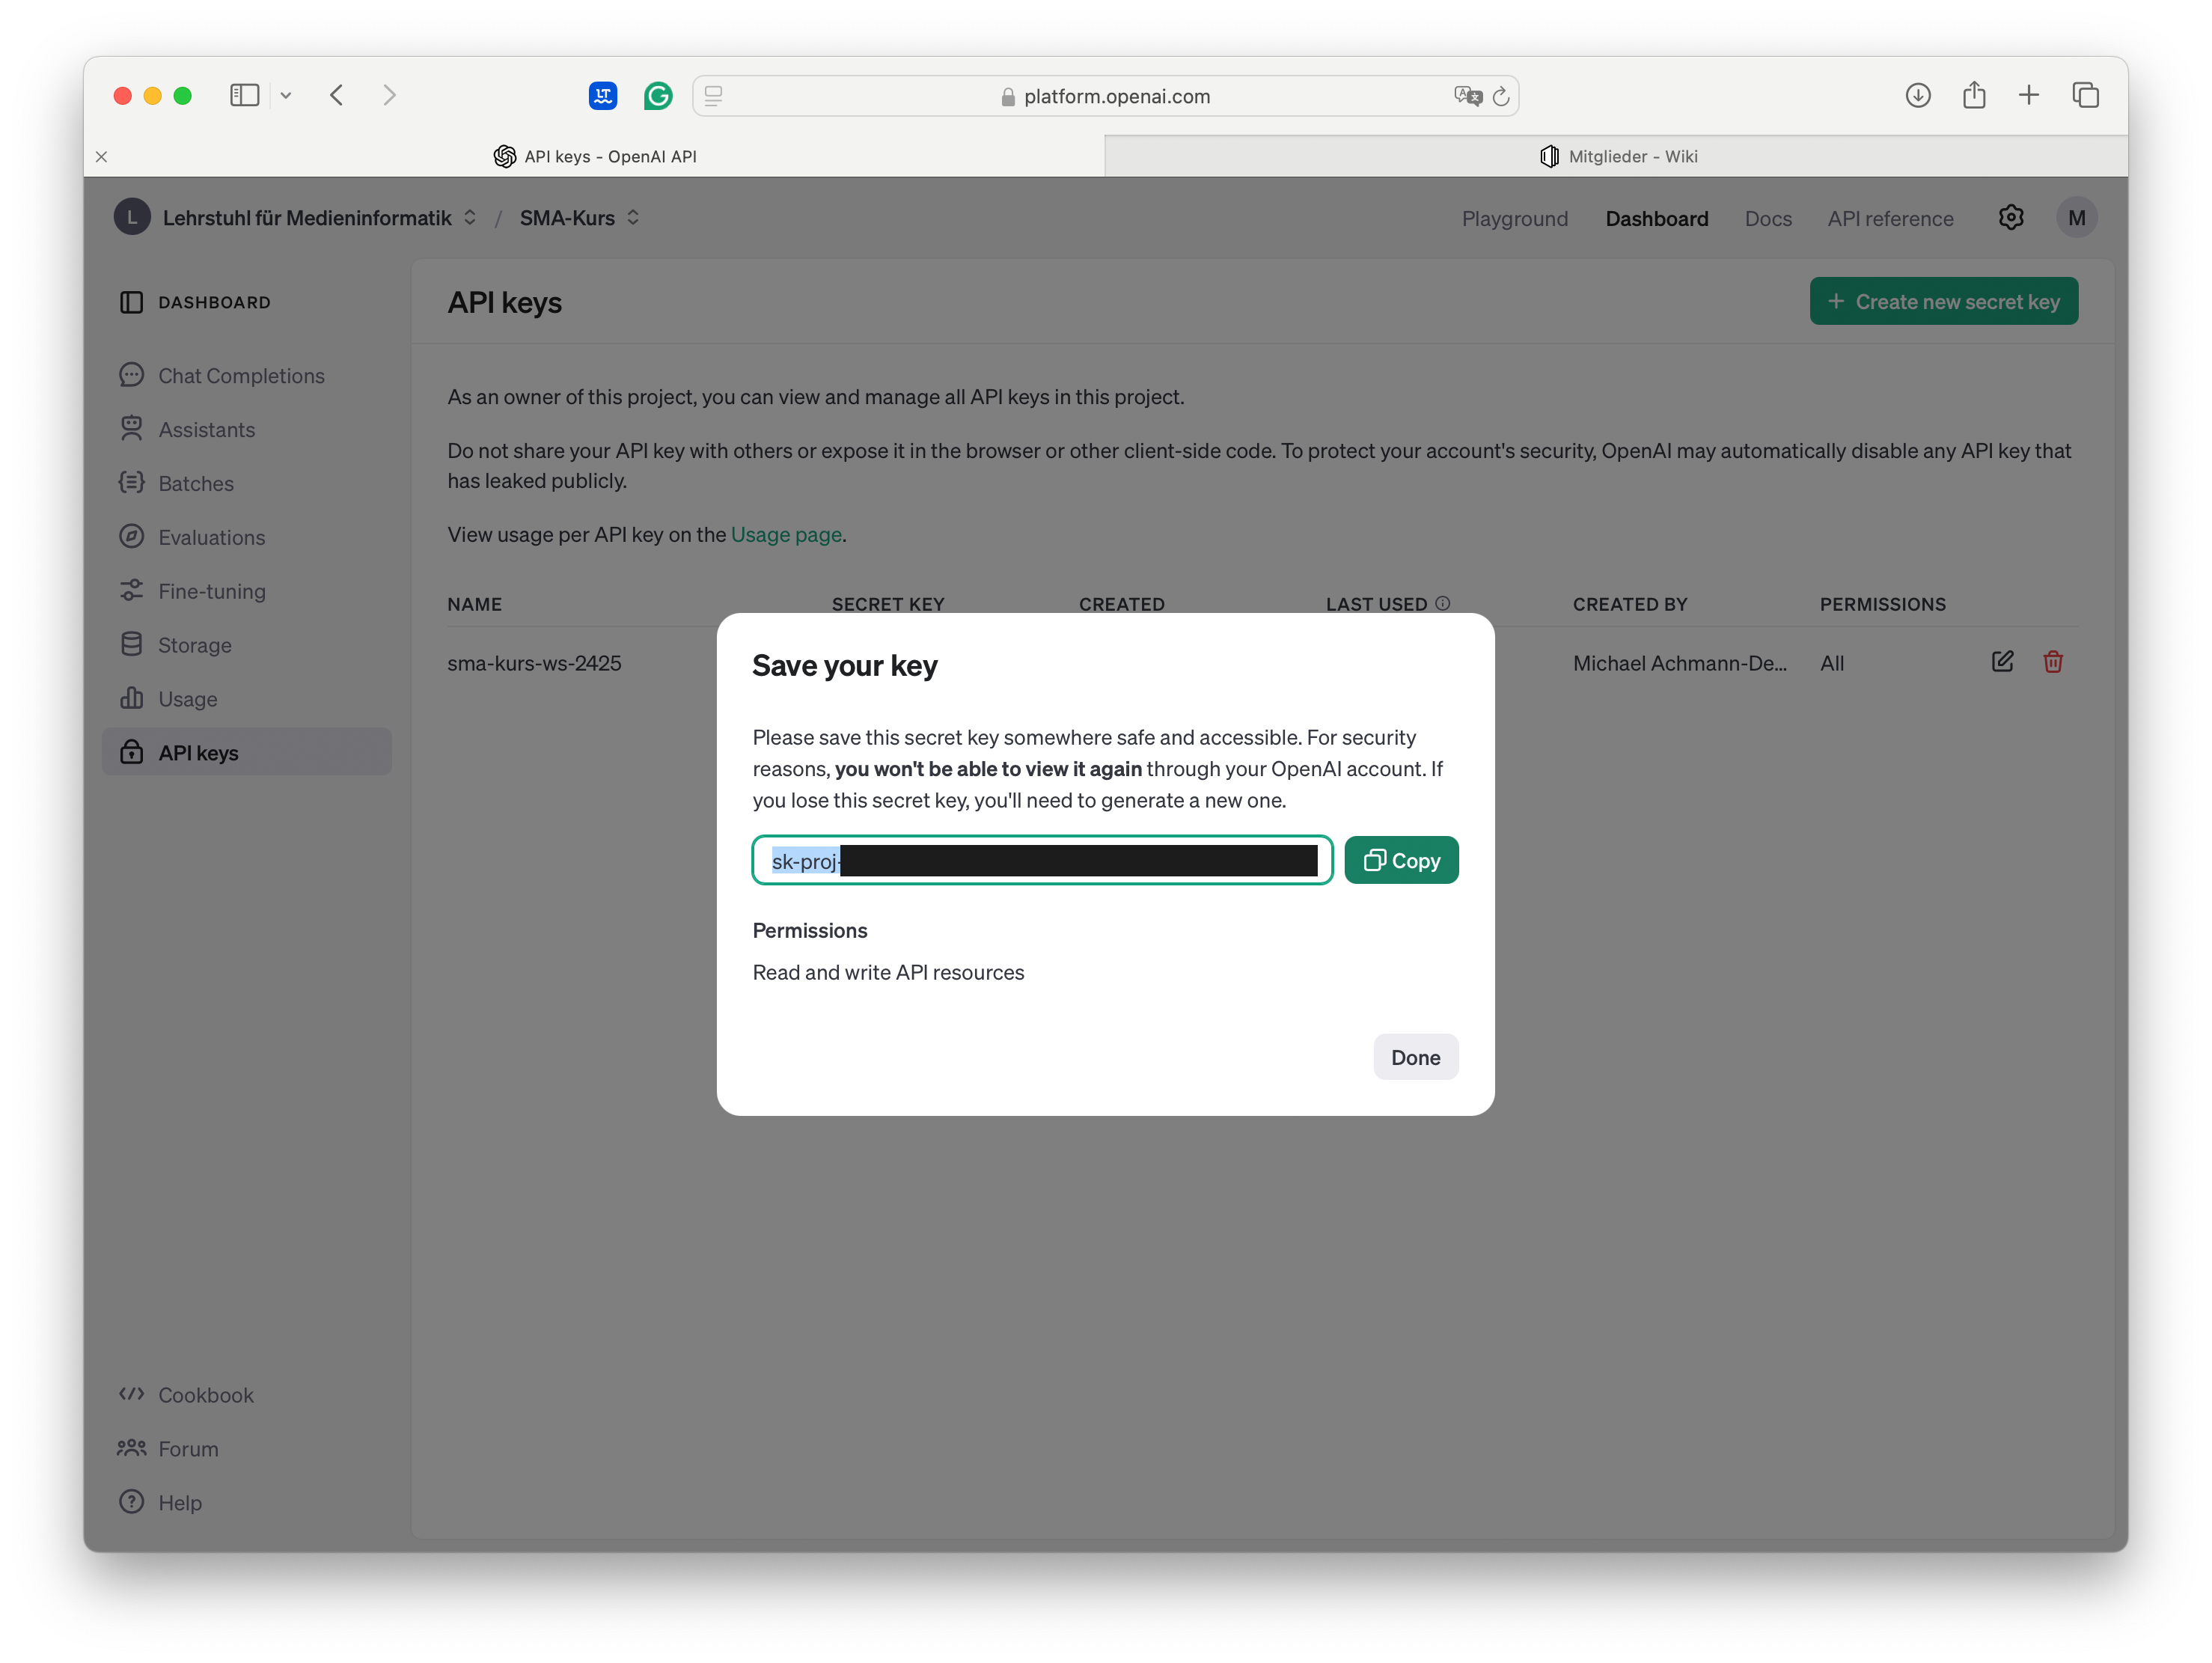 platform.openai.com
API keys - OpenAI API
Mitglieder - Wiki
L Lehrstuhl für Medieninformatik / SMA-Kurs
Playground Dashboard Docs API reference M
DASHBOARD
Chat Completions
Assistants
Batches
Evaluations
Fine-tuning
Storage
Usage
API keys
Cookbook
Forum
Help
API keys
+ Create new secret key
As an owner of this project, you can view and manage all API keys in this project.
Do not share your API key with others or expose it in the browser or other client-side code. To protect your account's security, OpenAI may automatically disable any API key that
has leaked publicly.
View usage per API key on the Usage page.
NAME SECRET KEY CREATED LAST USED CREATED BY PERMISSIONS
sma-kurs-ws-2425 Michael Achmann-De... All
Save your key
Please save this secret key somewhere safe and accessible. For security
reasons, you won't be able to view it again through your OpenAI account. If
you lose this secret key, you'll need to generate a new one.
sk-proj-
Copy
Permissions
Read and write API resources
Done